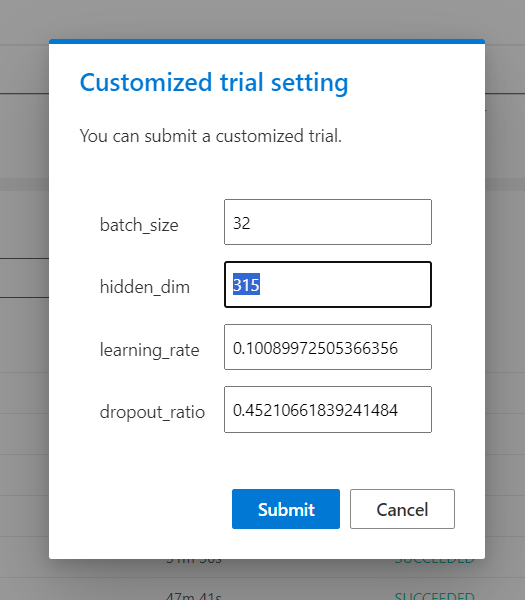 Customized trial setting
You can submit a customized trial.
batch_size 32
hidden_dim 315
learning_rate 0.10089972505366356
dropout_ratio 0.45210661839241484
Submit Cancel
SUCCEEDED
47m 41s SUCCEEDED